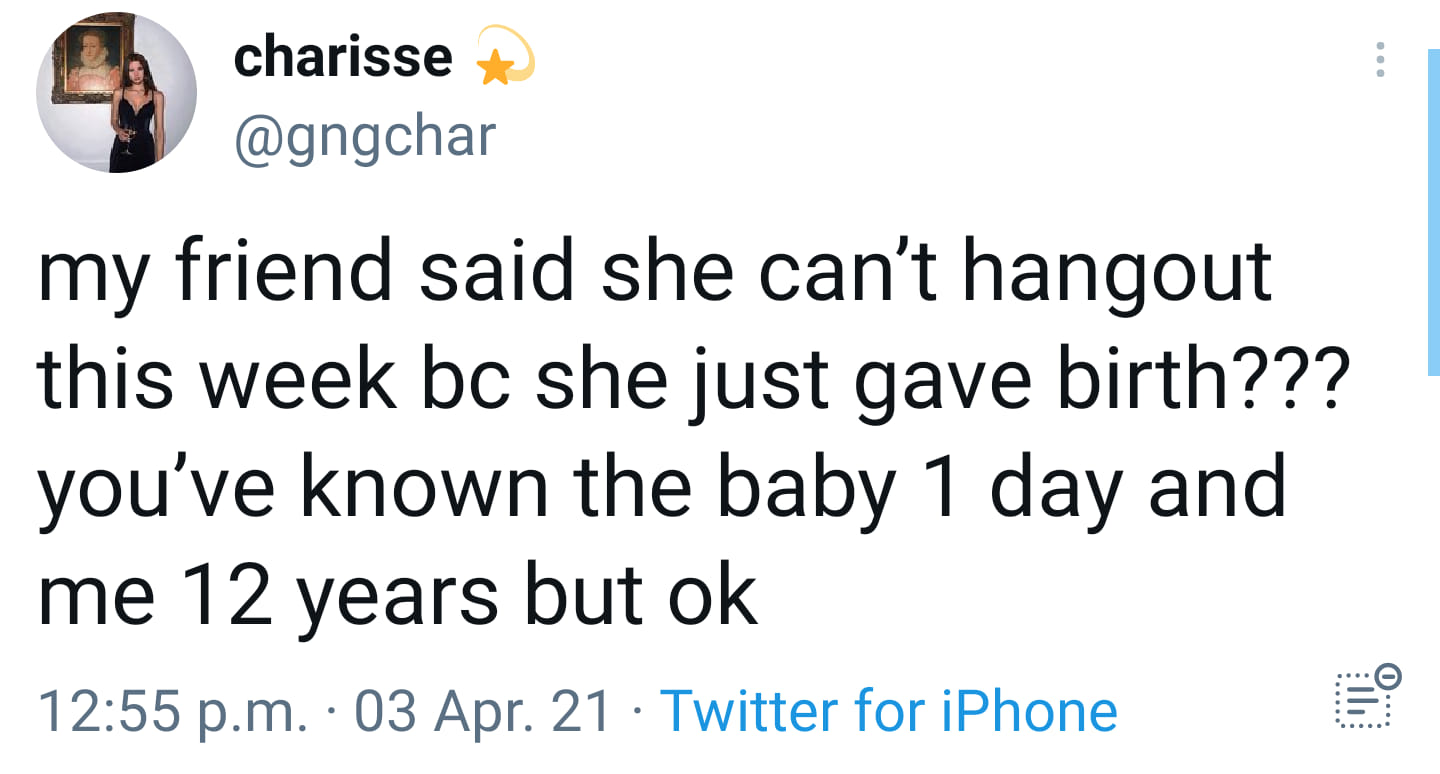 charisse 💫
@gngchar
my friend said she can’t hangout
this week bc she just gave birth???
you’ve known the baby 1 day and
me 12 years but ok
12:55 p.m. · 03 Apr. 21 · Twitter for iPhone